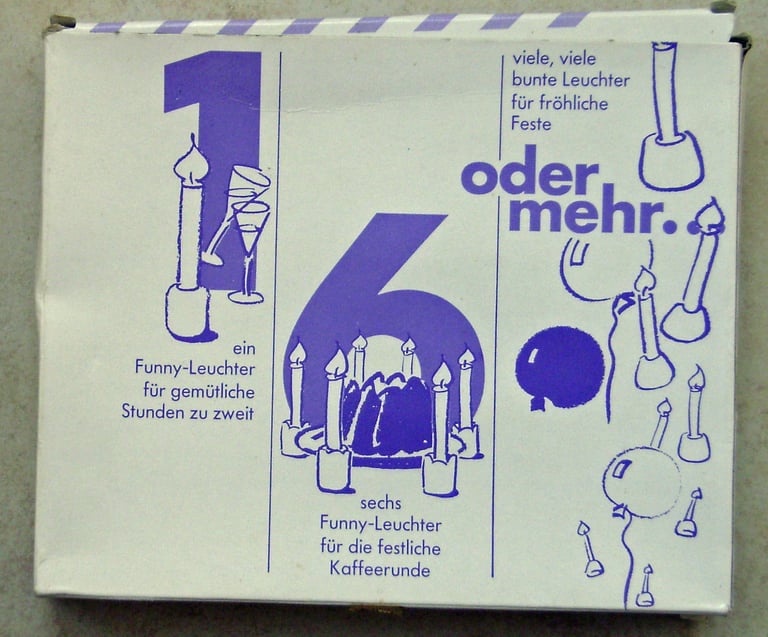 1
ein
Funny-Leuchter
für gemütliche
Stunden zu zweit
6
sechs
Funny-Leuchter
für die festliche
Kaffeerunde
viele, viele
bunte Leuchter
für fröhliche
Feste
oder
mehr...